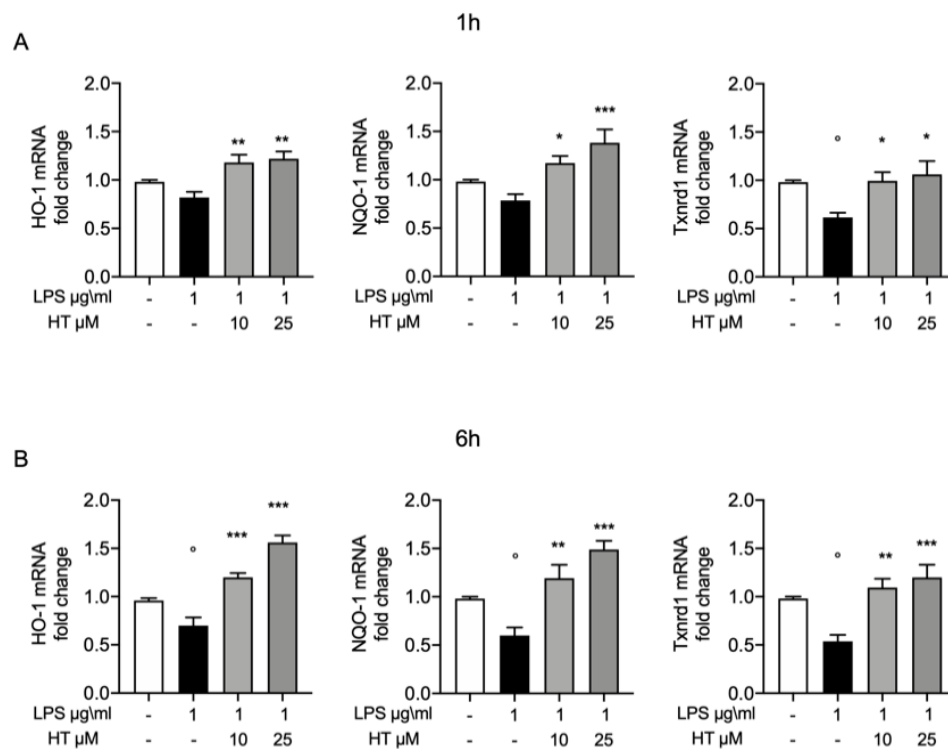 1h
A
HO-1 mRNA
fold change
2.0
1.5
1.0
0.5
0.0
** **
LPS µg\ml - 1 1 1
HT µM - - 10 25
NQO-1 mRNA
fold change
2.0
1.5
1.0
0.5
0.0
* ***
LPS µg\ml - 1 1 1
HT µM - - 10 25
Txnrd1 mRNA
fold change
2.0
1.5
1.0
0.5
0.0
° * *
LPS µg\ml - 1 1 1
HT µM - - 10 25
6h
B
HO-1 mRNA
fold change
2.0
1.5
1.0
0.5
0.0
° *** ***
LPS µg\ml - 1 1 1
HT µM - - 10 25
NQO-1 mRNA
fold change
2.0
1.5
1.0
0.5
0.0
° ** ***
LPS µg\ml - 1 1 1
HT µM - - 10 25
Txnrd1 mRNA
fold change
2.0
1.5
1.0
0.5
0.0
° ** ***
LPS µg\ml - 1 1 1
HT µM - - 10 25